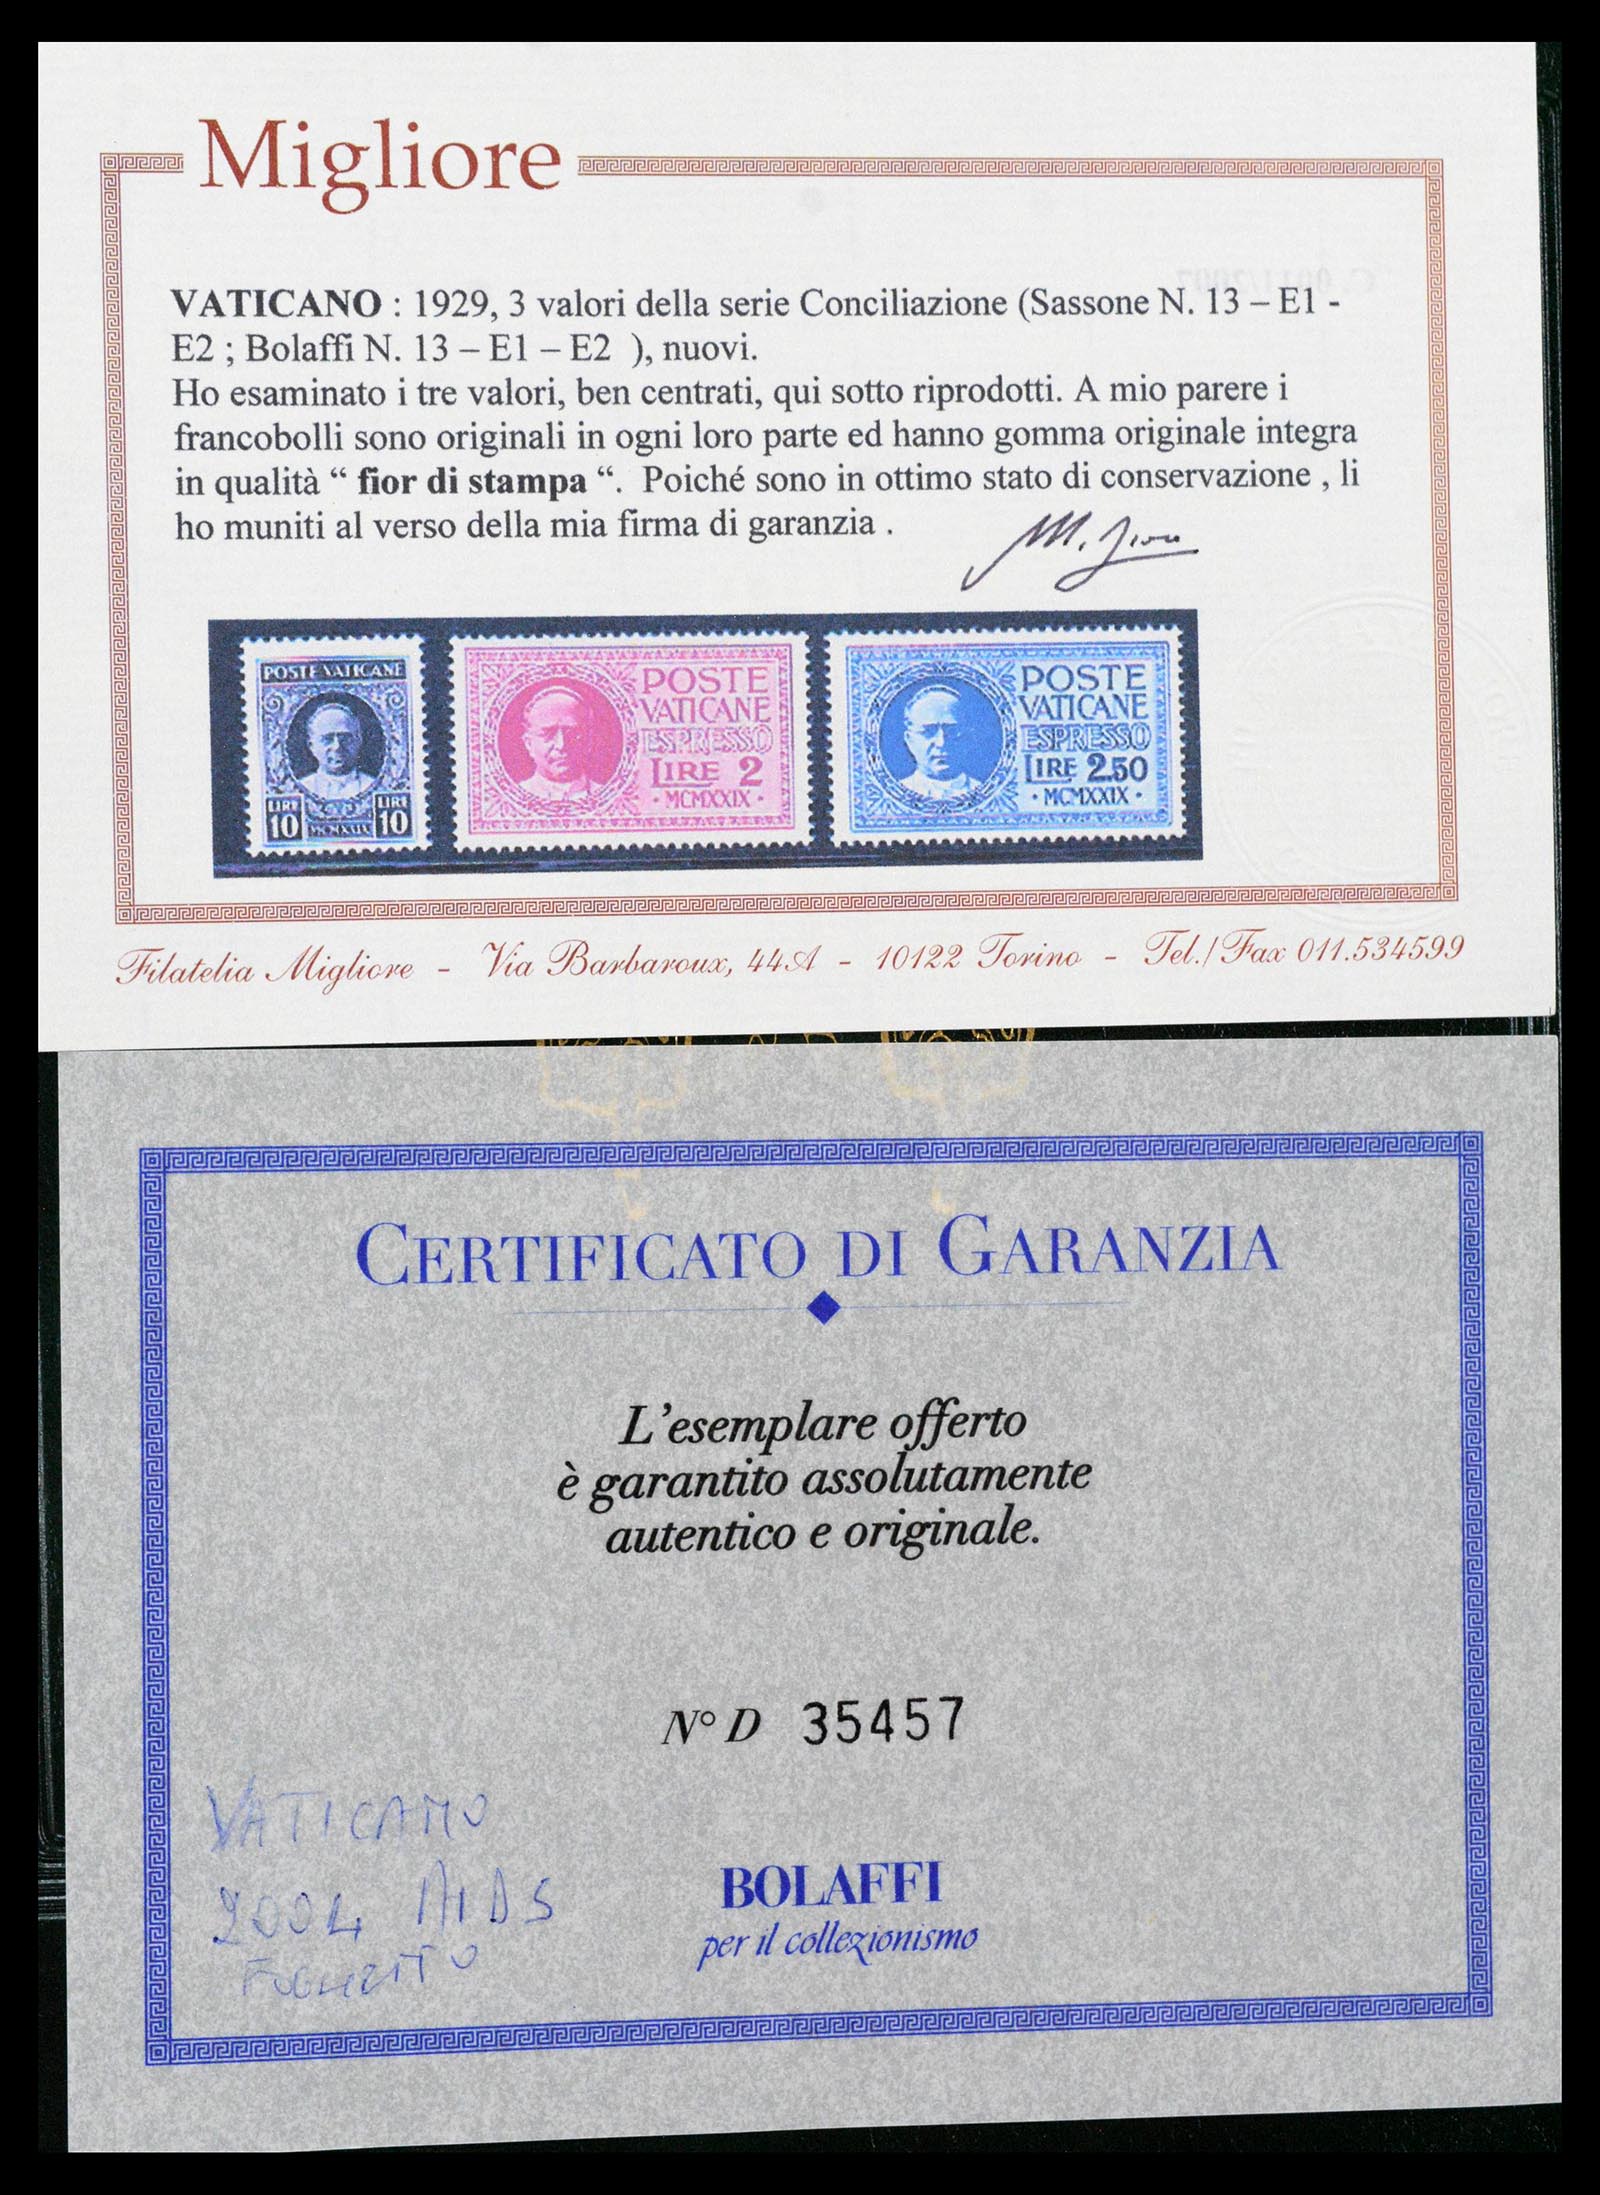 Migliore
VATICANO : 1929, 3 valori della serie Conciliazione (Sassone N. 13 – E1 -
E2 ; Bolaffi N. 13 – E1 – E2 ), nuovi.
Ho esaminato i tre valori, ben centrati, qui sotto riprodotti. A mio parere i
francobolli sono originali in ogni loro parte ed hanno gomma originale integra
in qualità “ fior di stampa “. Poiché sono in ottimo stato di conservazione , li
ho muniti al verso della mia firma di garanzia .
POSTE VATICANE
LIRE 10 LIRE 10
MCMXXIX
POSTE
VATICANE
ESPRESSO
LIRE 2
· MCMXXIX ·
POSTE
VATICANE
ESPRESSO
LIRE 2.50
· MCMXXIX ·
Filatelia Migliore - Via Barbaroux, 44A - 10122 Torino - Tel./Fax 011.534599
CERTIFICATO DI GARANZIA
L’esemplare offerto
è garantito assolutamente
autentico e originale.
N° D 35457
VATICANO
2004 AIDS
FOGLIETTO
BOLAFFI
per il collezionismo